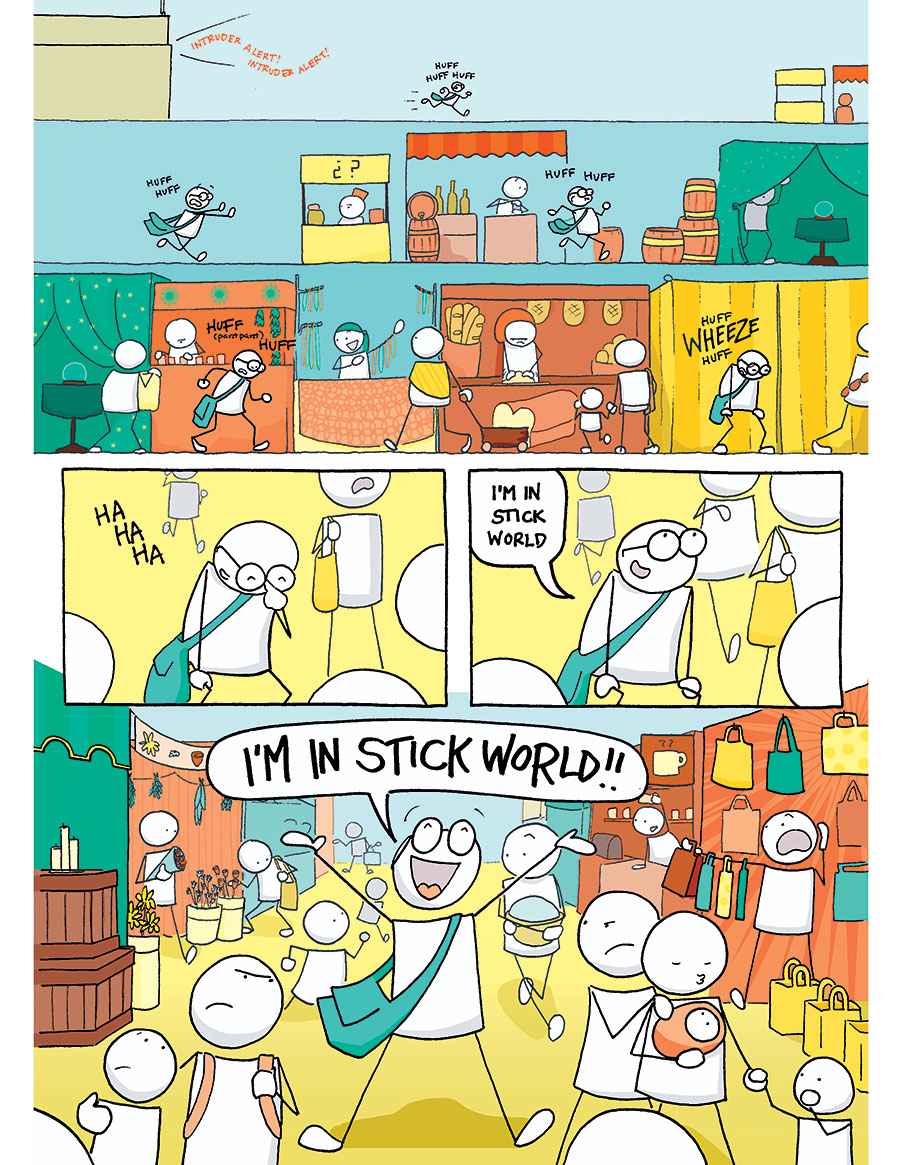 INTRUDER ALERT!
INTRUDER ALERT!
HUFF
HUFF HUFF
HUFF
HUFF
¿ ?
HUFF HUFF
HUFF
(pant pant)
HUFF
HUFF
WHEEZE
HUFF
HA
HA
HA
I'M IN
STICK
WORLD
I'M IN STICK WORLD!!
??